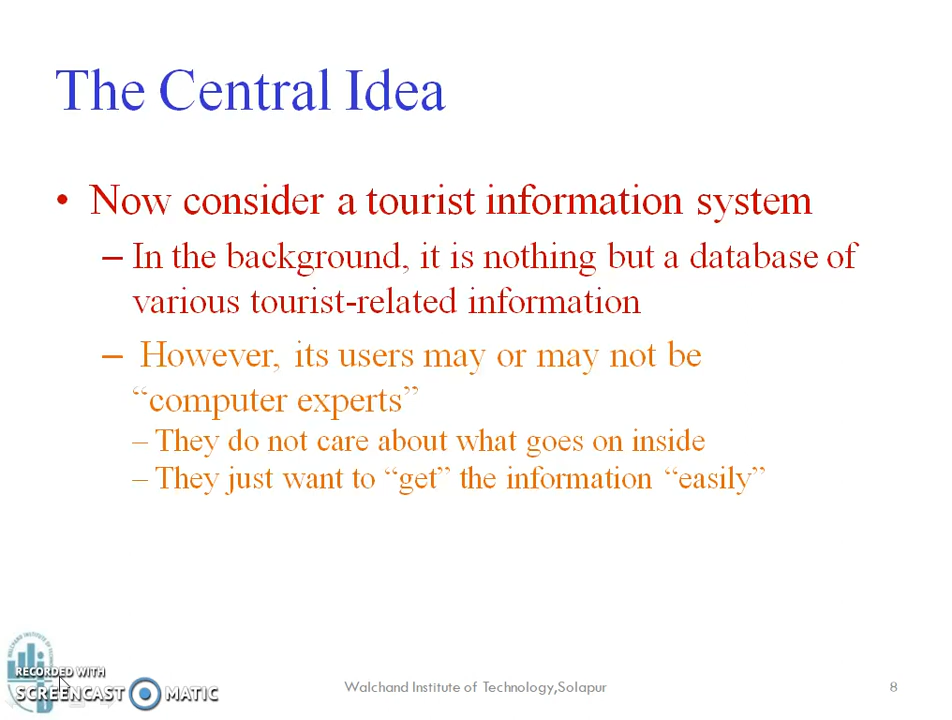 The Central Idea
• Now consider a tourist information system
– In the background, it is nothing but a database of
various tourist-related information
– However, its users may or may not be
“computer experts”
– They do not care about what goes on inside
– They just want to “get” the information “easily”
WALCHAND INSTITUTE OF
RECORDED WITH
SCREENCAST MATIC
Walchand Institute of Technology,Solapur
8